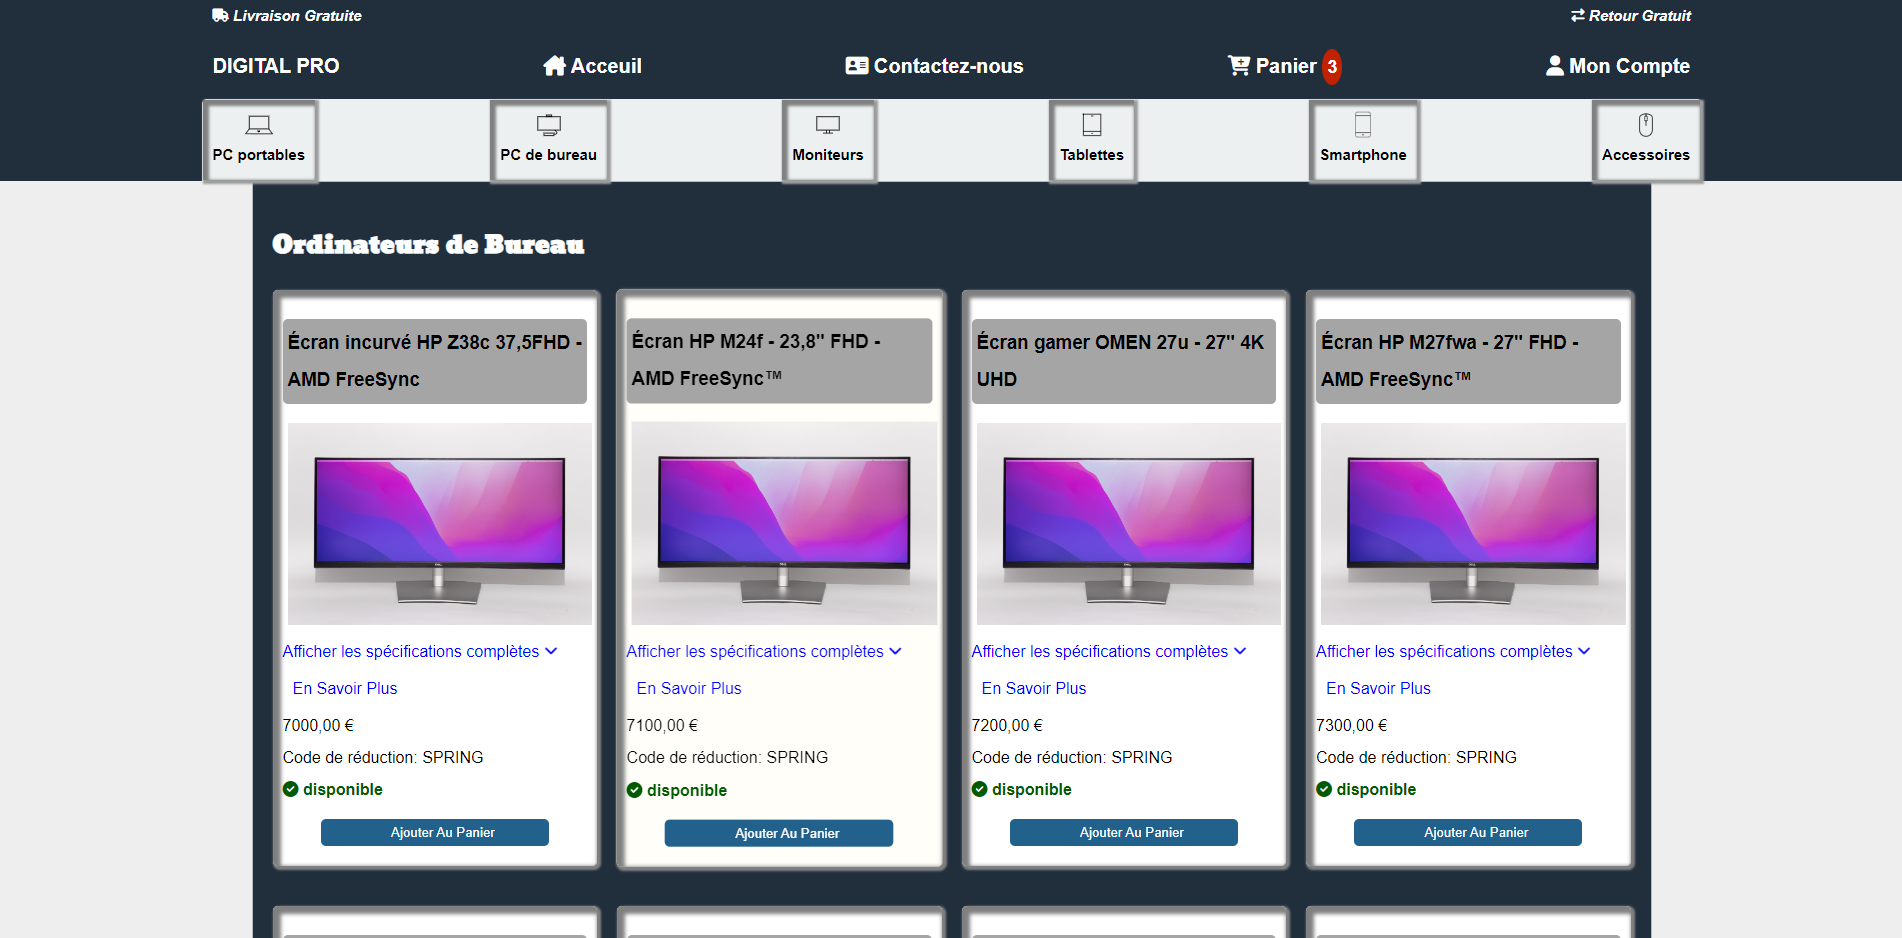 Livraison Gratuite
Retour Gratuit
DIGITAL PRO
Acceuil
Contactez-nous
Panier 3
Mon Compte
PC portables
PC de bureau
Moniteurs
Tablettes
Smartphone
Accessoires
Ordinateurs de Bureau
Écran incurvé HP Z38c 37,5FHD -
AMD FreeSync
Afficher les spécifications complètes
En Savoir Plus
7000,00 €
Code de réduction: SPRING
disponible
Ajouter Au Panier
Écran HP M24f - 23,8" FHD -
AMD FreeSync™
Afficher les spécifications complètes
En Savoir Plus
7100,00 €
Code de réduction: SPRING
disponible
Ajouter Au Panier
Écran gamer OMEN 27u - 27" 4K
UHD
Afficher les spécifications complètes
En Savoir Plus
7200,00 €
Code de réduction: SPRING
disponible
Ajouter Au Panier
Écran HP M27fwa - 27" FHD -
AMD FreeSync™
Afficher les spécifications complètes
En Savoir Plus
7300,00 €
Code de réduction: SPRING
disponible
Ajouter Au Panier